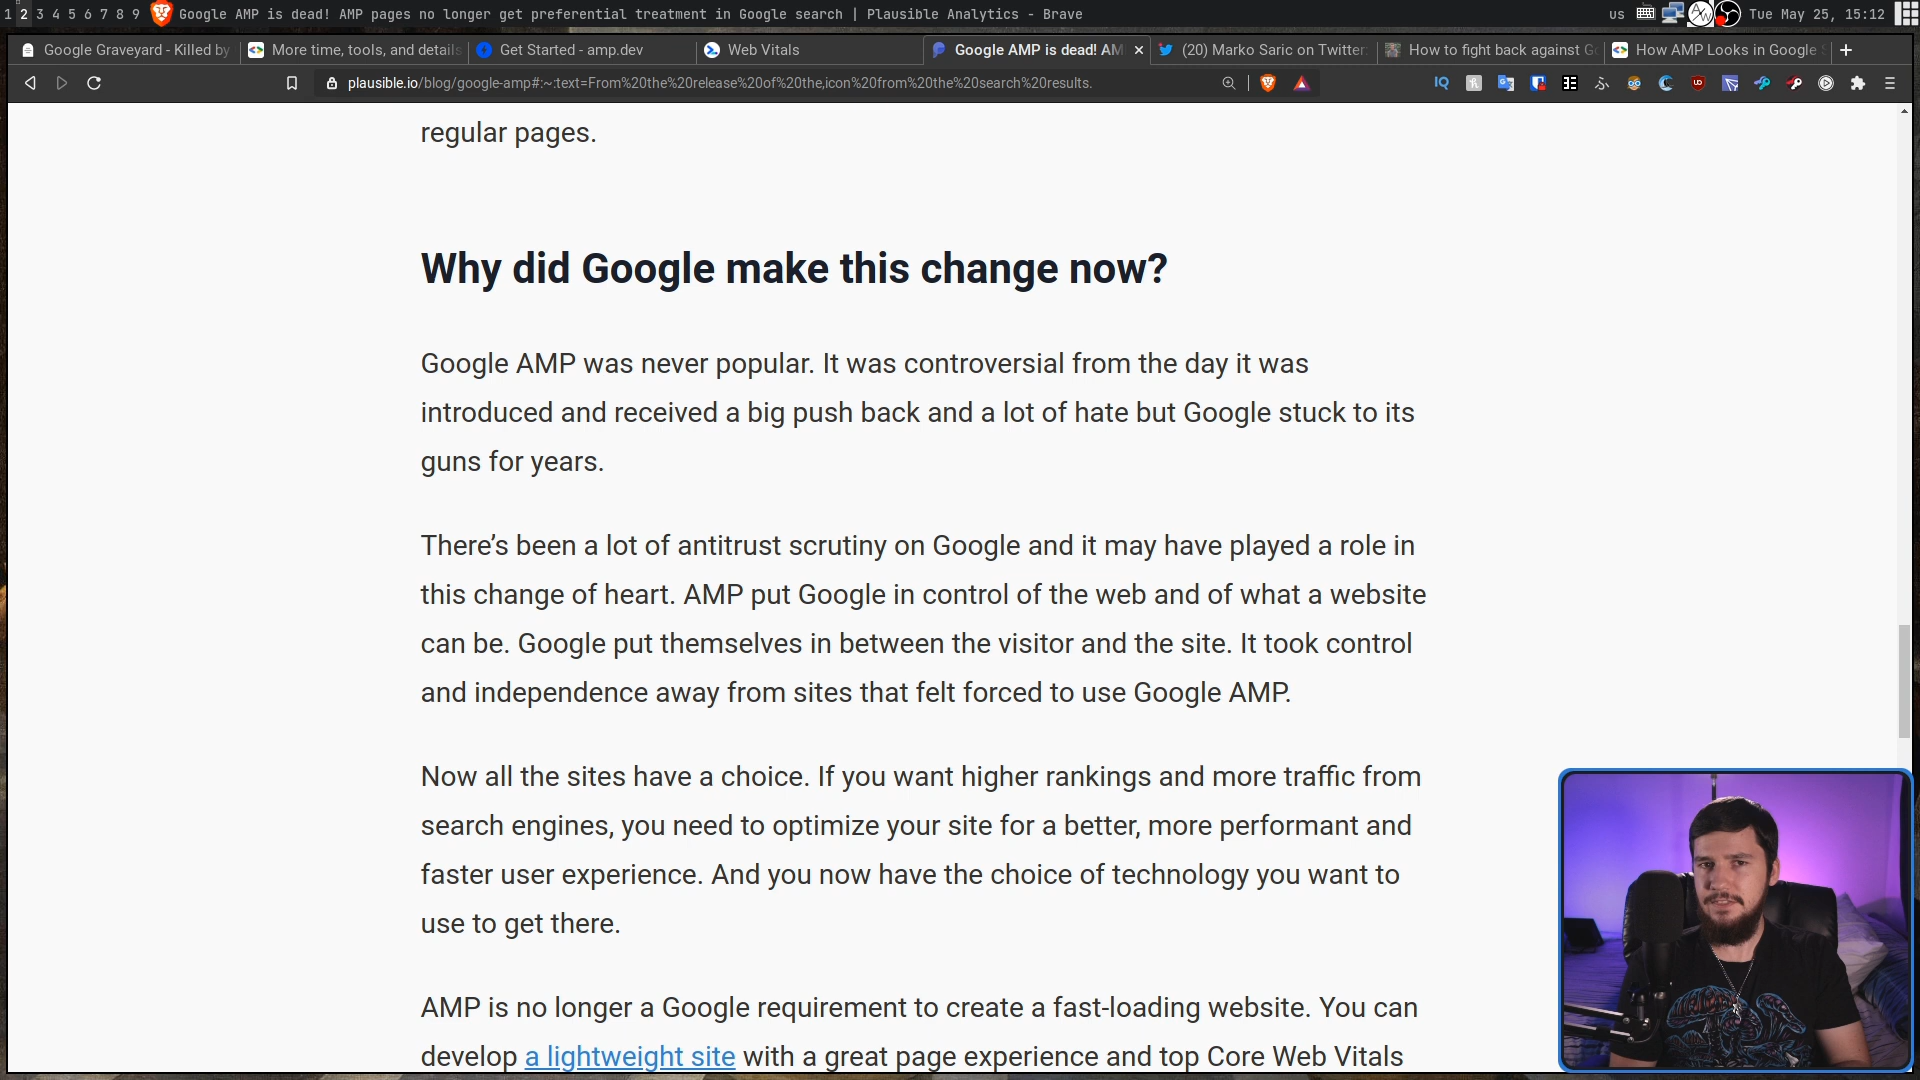 1 2 3 4 5 6 7 8 9 Google AMP is dead! AMP pages no longer get preferential treatment in Google search | Plausible Analytics - Brave us Tue May 25, 15:12
Google Graveyard - Killed by More time, tools, and details Get Started - amp.dev Web Vitals Google AMP is dead! AM (20) Marko Saric on Twitter: How to fight back against Go How AMP Looks in Google S
plausible.io/blog/google-amp#:~:text=From%20the%20release%20of%20the,icon%20from%20the%20search%20results.
regular pages.
Why did Google make this change now?
Google AMP was never popular. It was controversial from the day it was
introduced and received a big push back and a lot of hate but Google stuck to its
guns for years.
There’s been a lot of antitrust scrutiny on Google and it may have played a role in
this change of heart. AMP put Google in control of the web and of what a website
can be. Google put themselves in between the visitor and the site. It took control
and independence away from sites that felt forced to use Google AMP.
Now all the sites have a choice. If you want higher rankings and more traffic from
search engines, you need to optimize your site for a better, more performant and
faster user experience. And you now have the choice of technology you want to
use to get there.
AMP is no longer a Google requirement to create a fast-loading website. You can
develop a lightweight site with a great page experience and top Core Web Vitals